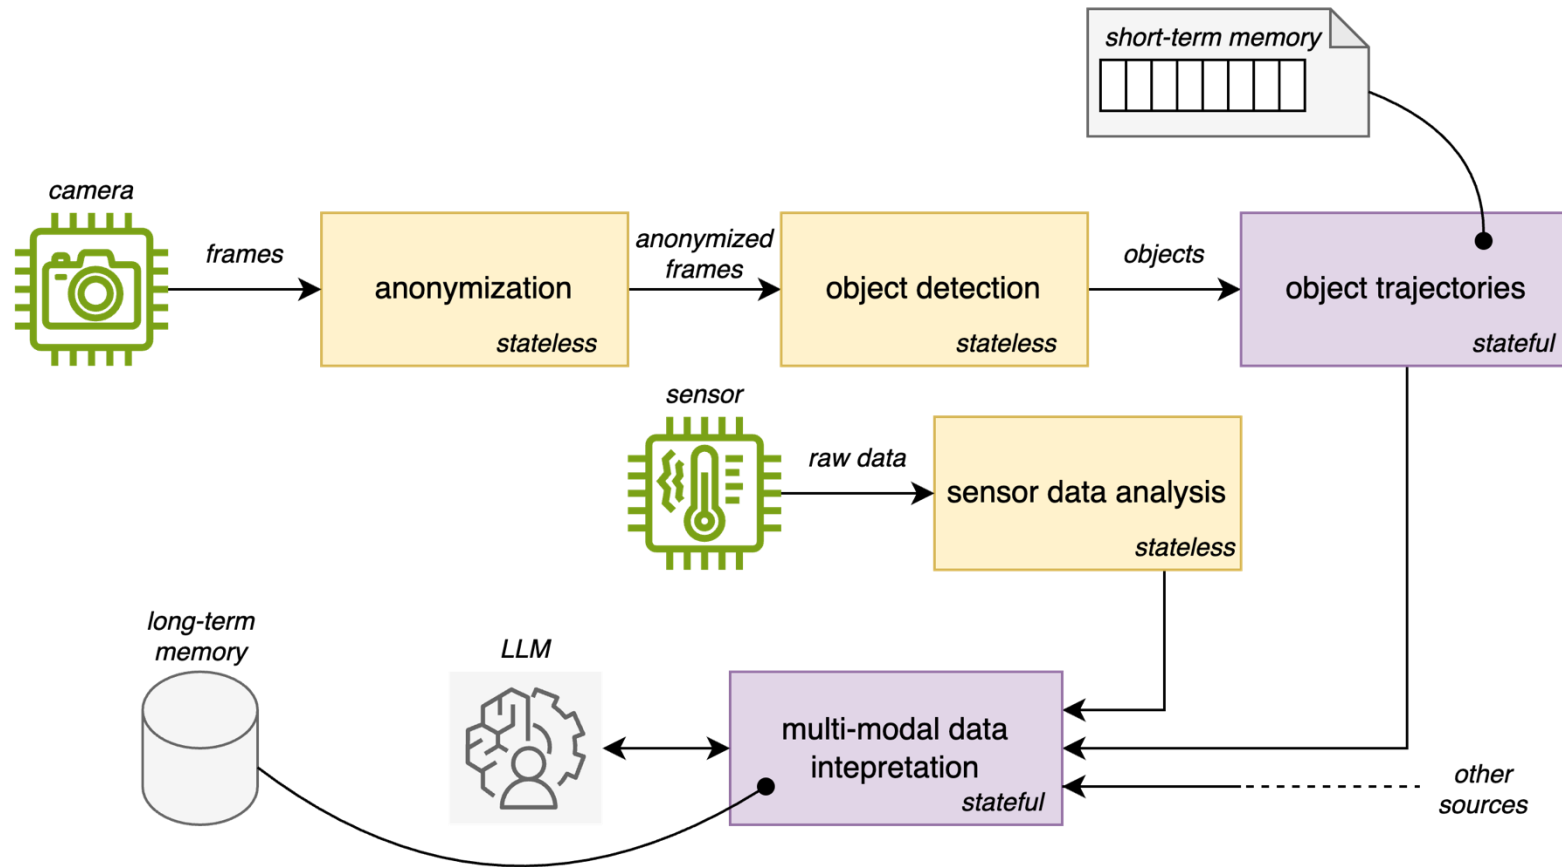 short-term memory
camera
frames
anonymization
stateless
anonymized
frames
object detection
stateless
objects
object trajectories
stateful
sensor
raw data
sensor data analysis
stateless
long-term
memory
LLM
multi-modal data
intepretation
stateful
other
sources